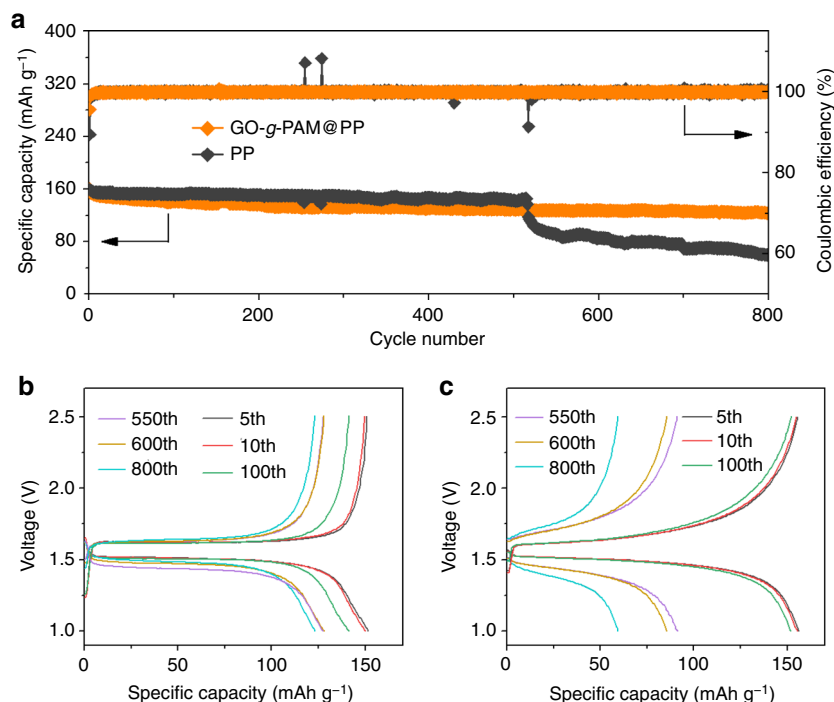 a
400
320
240
160
80
0
Specific capacity (mAh g⁻¹)
GO-g-PAM@PP
PP
100
80
60
Coulombic efficiency (%)
0 200 400 600 800
Cycle number
b
550th 5th
600th 10th
800th 100th
2.5
2.0
1.5
1.0
Voltage (V)
0 50 100 150
Specific capacity (mAh g⁻¹)
c
550th 5th
600th 10th
800th 100th
2.5
2.0
1.5
1.0
Voltage (V)
0 50 100 150
Specific capacity (mAh g⁻¹)